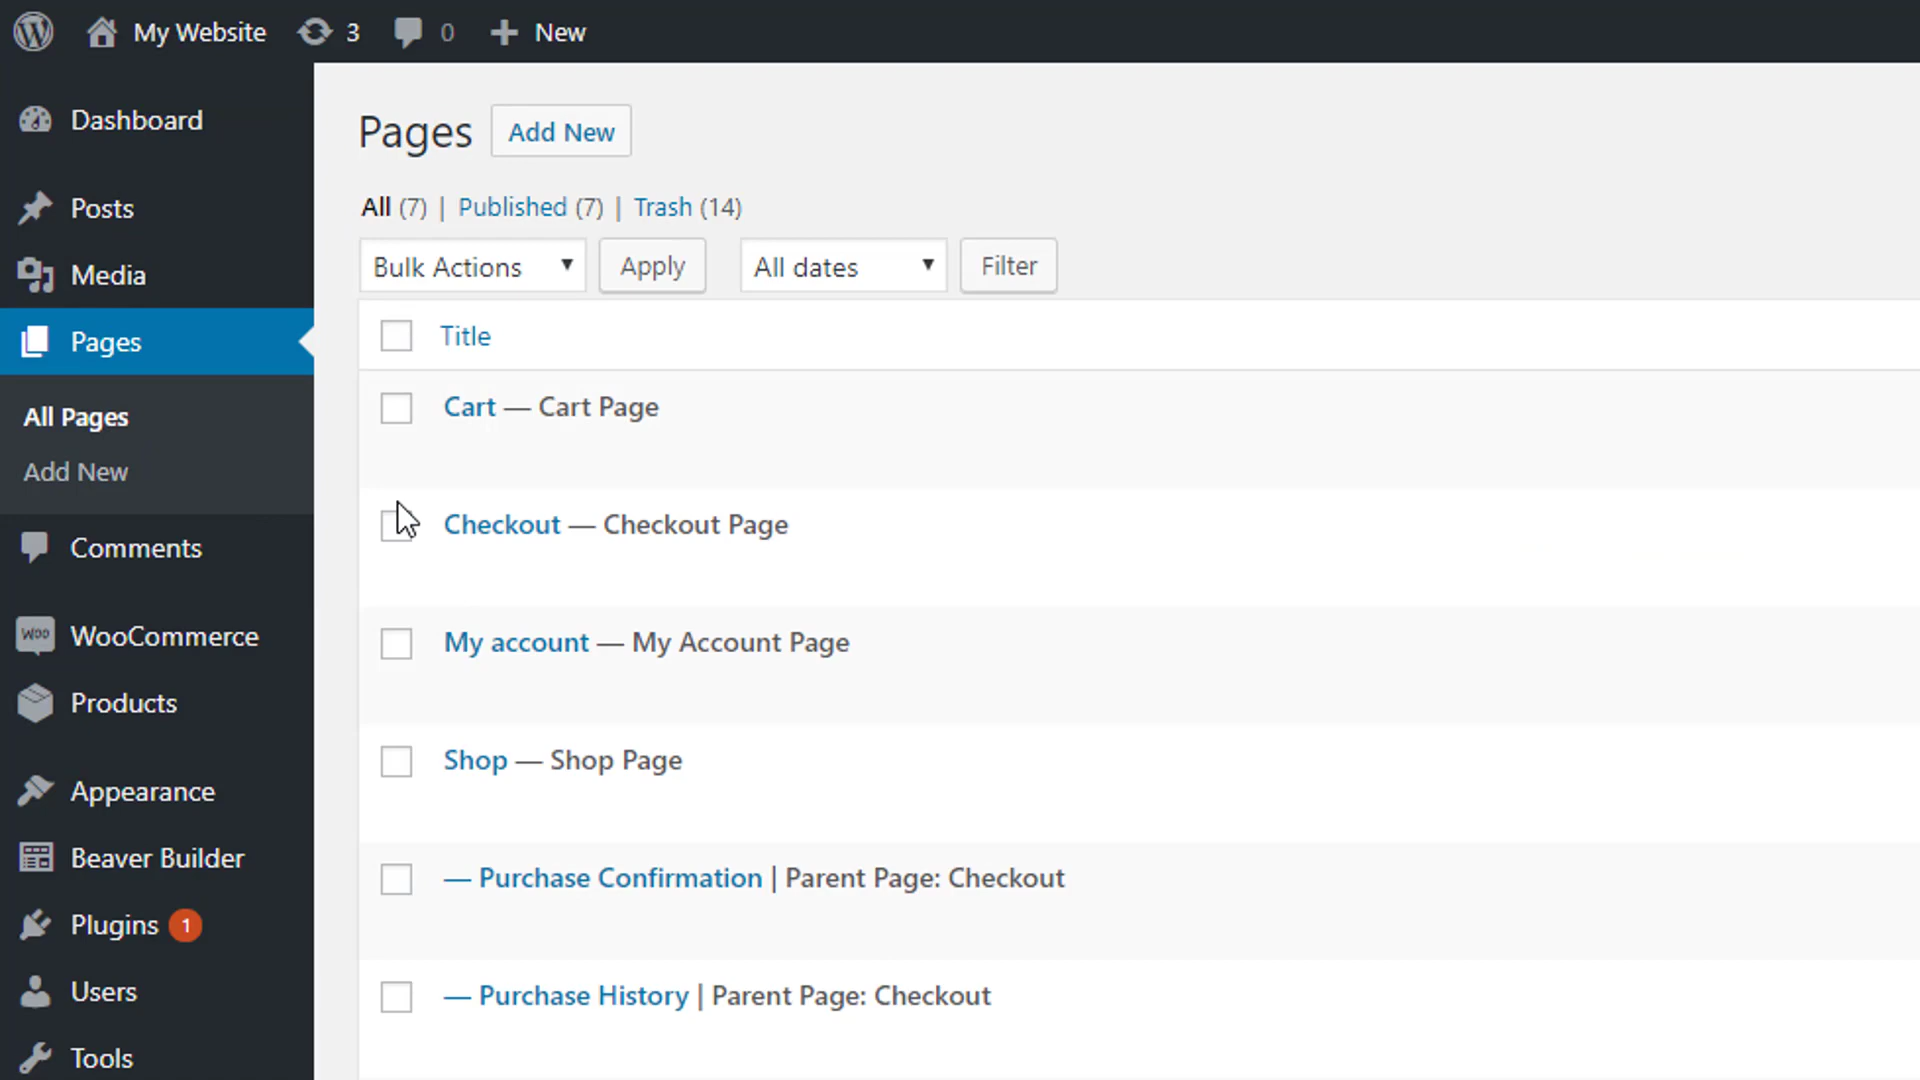 My Website 3 0 New
Dashboard
Posts
Media
Pages
All Pages
Add New
Comments
WOO WooCommerce
Products
Appearance
Beaver Builder
Plugins 1
Users
Tools
Pages Add New
All (7) | Published (7) | Trash (14)
Bulk Actions Apply All dates Filter
Title
Cart — Cart Page
Checkout — Checkout Page
My account — My Account Page
Shop — Shop Page
— Purchase Confirmation | Parent Page: Checkout
— Purchase History | Parent Page: Checkout